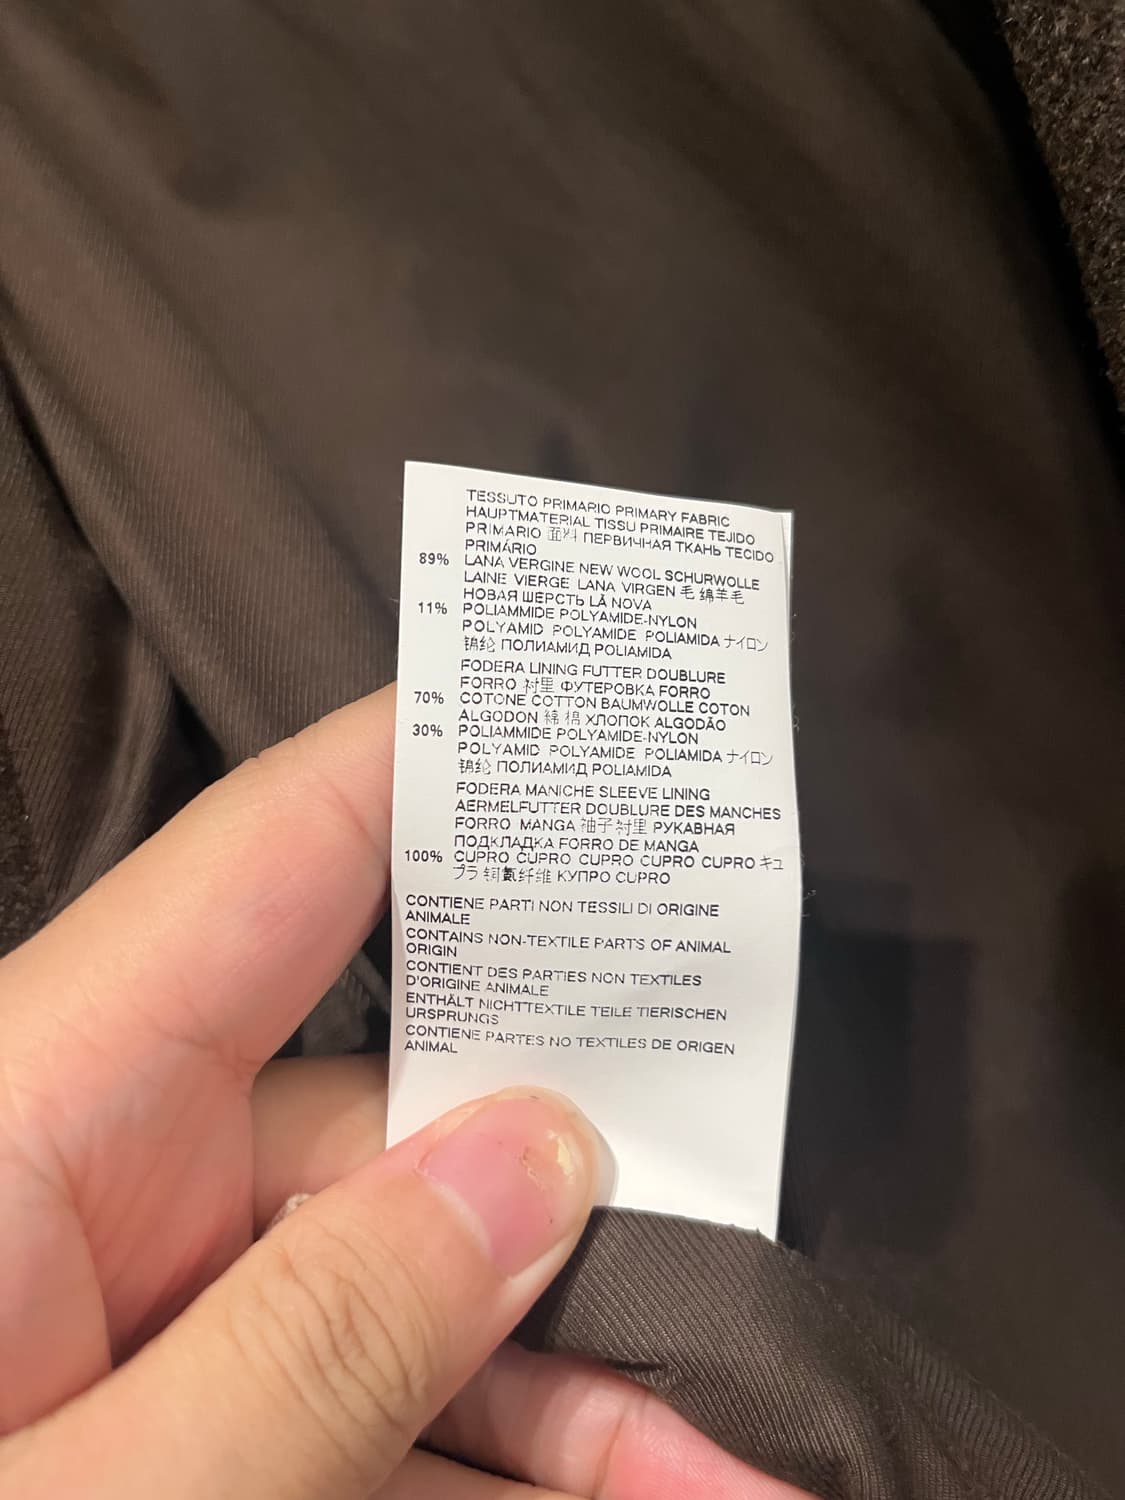 TESSUTO PRIMARIO PRIMARY FABRIC
HAUPTMATERIAL TISSU PRIMAIRE TEJIDO
PRIMARIO 面料 ПЕРВИЧНАЯ ТКАНЬ TECIDO
PRIMÁRIO
89% LANA VERGINE NEW WOOL SCHURWOLLE
LAINE VIERGE LANA VIRGEN 毛 绵羊毛
НОВАЯ ШЕРСТЬ LÃ NOVA
11% POLIAMMIDE POLYAMIDE-NYLON
POLYAMID POLYAMIDE POLIAMIDA ナイロン
锦纶 ПОЛИАМИД POLIAMIDA
FODERA LINING FUTTER DOUBLURE
FORRO 衬里 ФУТЕРОВКА FORRO
70% COTONE COTTON BAUMWOLLE COTON
ALGODON 綿 棉 ХЛОПОК ALGODÃO
30% POLIAMMIDE POLYAMIDE-NYLON
POLYAMID POLYAMIDE POLIAMIDA ナイロン
锦纶 ПОЛИАМИД POLIAMIDA
FODERA MANICHE SLEEVE LINING
AERMELFUTTER DOUBLURE DES MANCHES
FORRO MANGA 袖子衬里 РУКАВНАЯ
ПОДКЛАДКА FORRO DE MANGA
100% CUPRO CUPRO CUPRO CUPRO CUPRO キュ
プラ 铜氨纤维 КУПРО CUPRO
CONTIENE PARTI NON TESSILI DI ORIGINE
ANIMALE
CONTAINS NON-TEXTILE PARTS OF ANIMAL
ORIGIN
CONTIENT DES PARTIES NON TEXTILES
D'ORIGINE ANIMALE
ENTHÄLT NICHTTEXTILE TEILE TIERISCHEN
URSPRUNGS
CONTIENE PARTES NO TEXTILES DE ORIGEN
ANIMAL